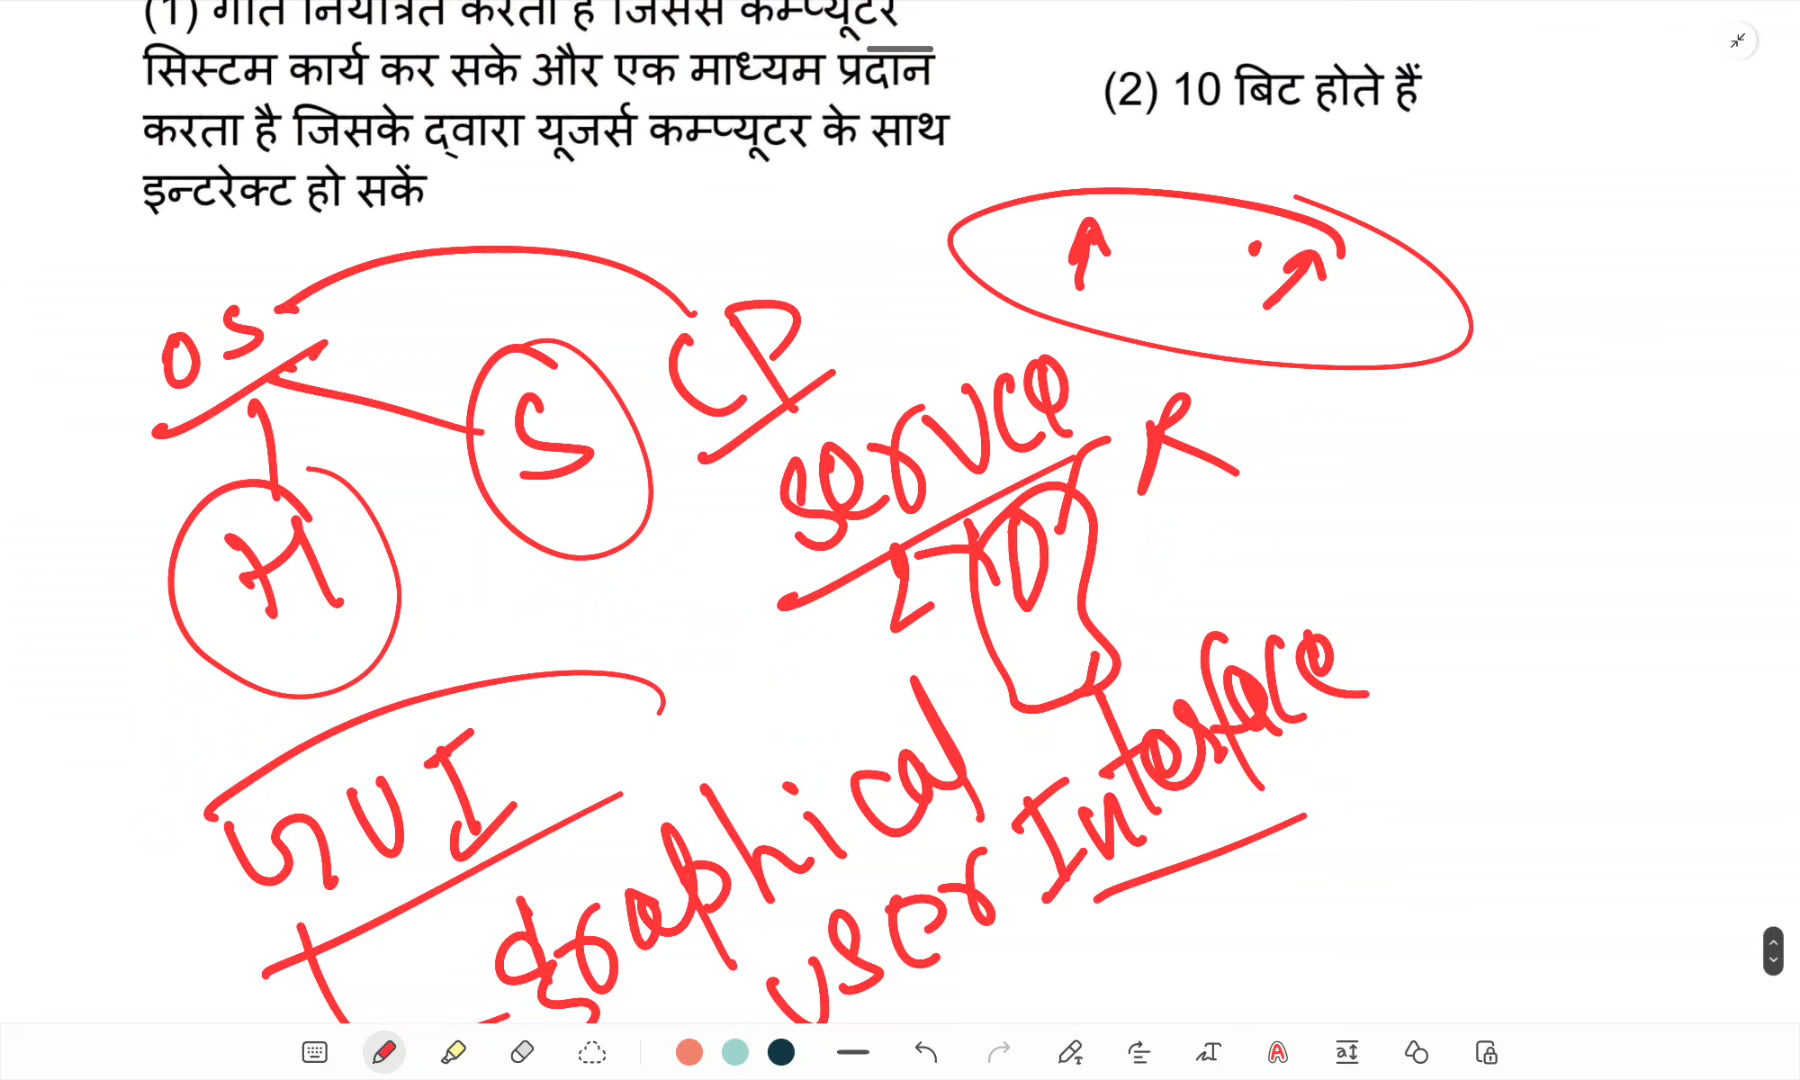 (1) गति नियंत्रित करता है जिससे कम्प्यूटर
सिस्टम कार्य कर सके और एक माध्यम प्रदान
करता है जिसके द्वारा यूजर्स कम्प्यूटर के साथ
इन्टरेक्ट हो सकें
(2) 10 बिट होते हैं
OS
S
CP
H
Service
R
GUI
graphical
user Interface